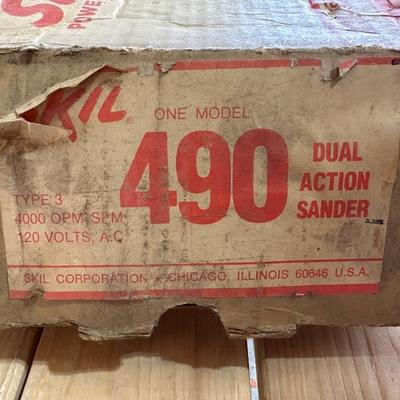 POWE
SKIL
ONE MODEL
490
DUAL
ACTION
SANDER
TYPE 3
4000 OPM, SPM
120 VOLTS, A.C.
SKIL CORPORATION - CHICAGO, ILLINOIS 60646 U.S.A.